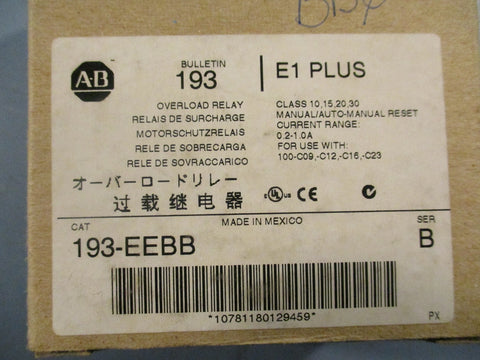 A·B
BULLETIN
193
E1 PLUS
OVERLOAD RELAY
RELAIS DE SURCHARGE
MOTORSCHUTZRELAIS
RELE DE SOBRECARGA
RELE DE SOVRACCARICO
CLASS 10,15,20,30
MANUAL/AUTO-MANUAL RESET
CURRENT RANGE:
0.2-1.0A
FOR USE WITH:
100-C09,-C12,-C16,-C23
オーバーロードリレー
过载继电器
c UL us CE
MADE IN MEXICO
CAT
193-EEBB
SER
B
*10781180129459*
PX